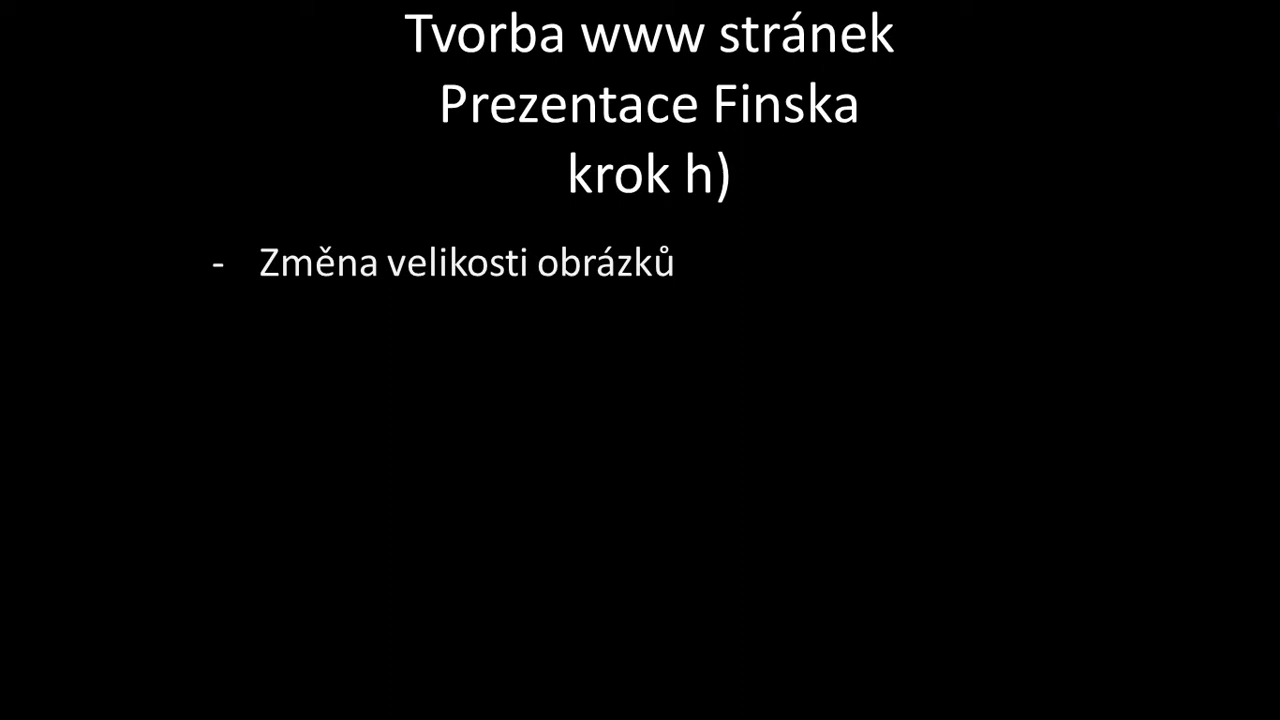 Tvorba www stránek
Prezentace Finska
krok h)
- Změna velikosti obrázků